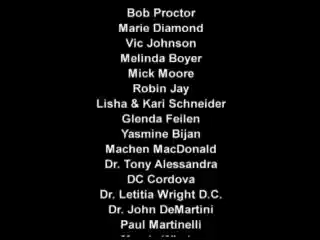 Bob Proctor
Marie Diamond
Vic Johnson
Melinda Boyer
Mick Moore
Robin Jay
Lisha & Kari Schneider
Glenda Feilen
Yasmine Bijan
Machen MacDonald
Dr. Tony Alessandra
DC Cordova
Dr. Letitia Wright D.C.
Dr. John DeMartini
Paul Martinelli